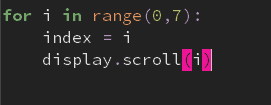 for i in range(0,7):
    index = i
    display.scroll(i)